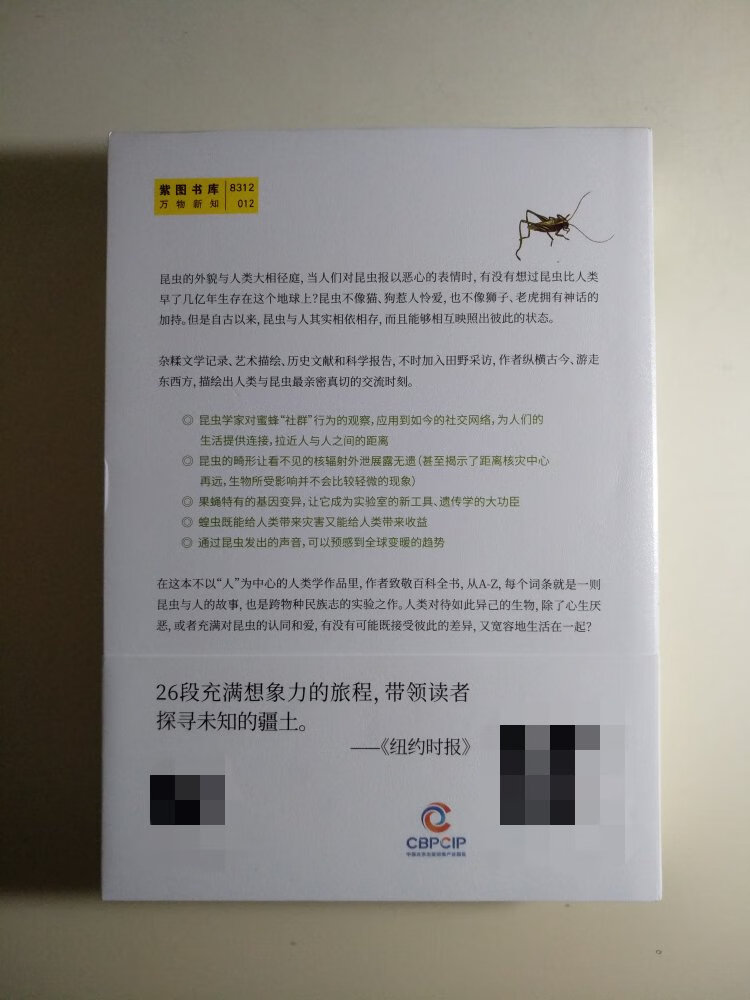 紫图书库 8312
万物新知 012
昆虫的外貌与人类大相径庭,当人们对昆虫报以恶心的表情时,有没有想过昆虫比人类
早了几亿年生存在这个地球上?昆虫不像猫、狗惹人怜爱,也不像狮子、老虎拥有神话的
加持。但是自古以来,昆虫与人其实相依相存,而且能够相互映照出彼此的状态。
杂糅文学记录、艺术描绘、历史文献和科学报告,不时加入田野采访,作者纵横古今、游走
东西方,描绘出人类与昆虫最亲密真切的交流时刻。
◎ 昆虫学家对蜜蜂“社群”行为的观察,应用到如今的社交网络,为人们的
生活提供连接,拉近人与人之间的距离
◎ 昆虫的畸形让看不见的核辐射外泄展露无遗(甚至揭示了距离核灾中心
再远,生物所受影响并不会比较轻微的现象)
◎ 果蝇特有的基因变异,让它成为实验室的新工具、遗传学的大功臣
◎ 蝗虫既能给人类带来灾害又能给人类带来收益
◎ 通过昆虫发出的声音,可以预感到全球变暖的趋势
在这本不以“人”为中心的人类学作品里,作者致敬百科全书,从A-Z,每个词条就是一则
昆虫与人的故事,也是跨物种民族志的实验之作。人类对待如此异己的生物,除了心生厌
恶,或者充满对昆虫的认同和爱,有没有可能既接受彼此的差异,又宽容地生活在一起?
26段充满想象力的旅程,带领读者
探寻未知的疆土。
——《纽约时报》
CBPCIP